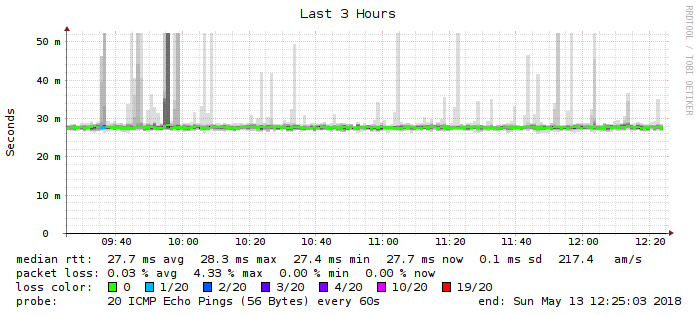 Last 3 Hours
RRDTOOL / TOBI OETIKER
Seconds
50 m
40 m
30 m
20 m
10 m
0
09:40 10:00 10:20 10:40 11:00 11:20 11:40 12:00 12:20
median rtt: 27.7 ms avg 28.3 ms max 27.4 ms min 27.7 ms now 0.1 ms sd 217.4 am/s
packet loss: 0.03 % avg 4.33 % max 0.00 % min 0.00 % now
loss color: 0 1/20 2/20 3/20 4/20 10/20 19/20
probe: 20 ICMP Echo Pings (56 Bytes) every 60s end: Sun May 13 12:25:03 2018